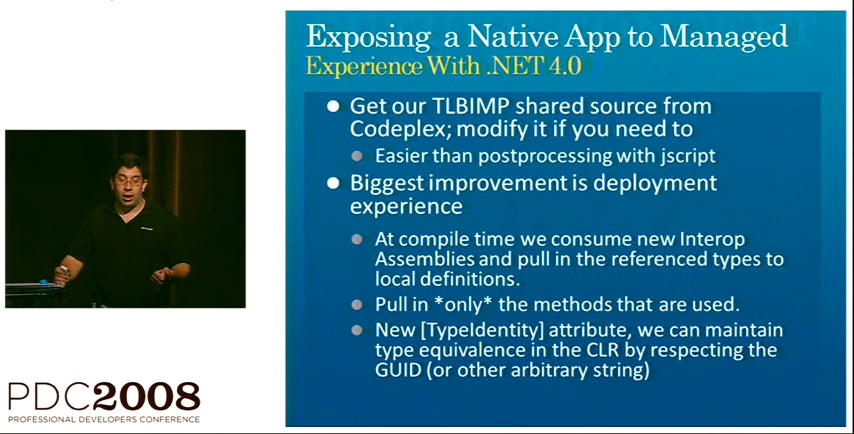 Exposing a Native App to Managed
Experience With .NET 4.0
Get our TLBIMP shared source from
Codeplex; modify it if you need to
Easier than postprocessing with jscript
Biggest improvement is deployment
experience
At compile time we consume new Interop
Assemblies and pull in the referenced types to
local definitions.
Pull in *only* the methods that are used.
New [TypeIdentity] attribute, we can maintain
type equivalence in the CLR by respecting the
GUID (or other arbitrary string)
PDC2008
PROFESSIONAL DEVELOPERS CONFERENCE